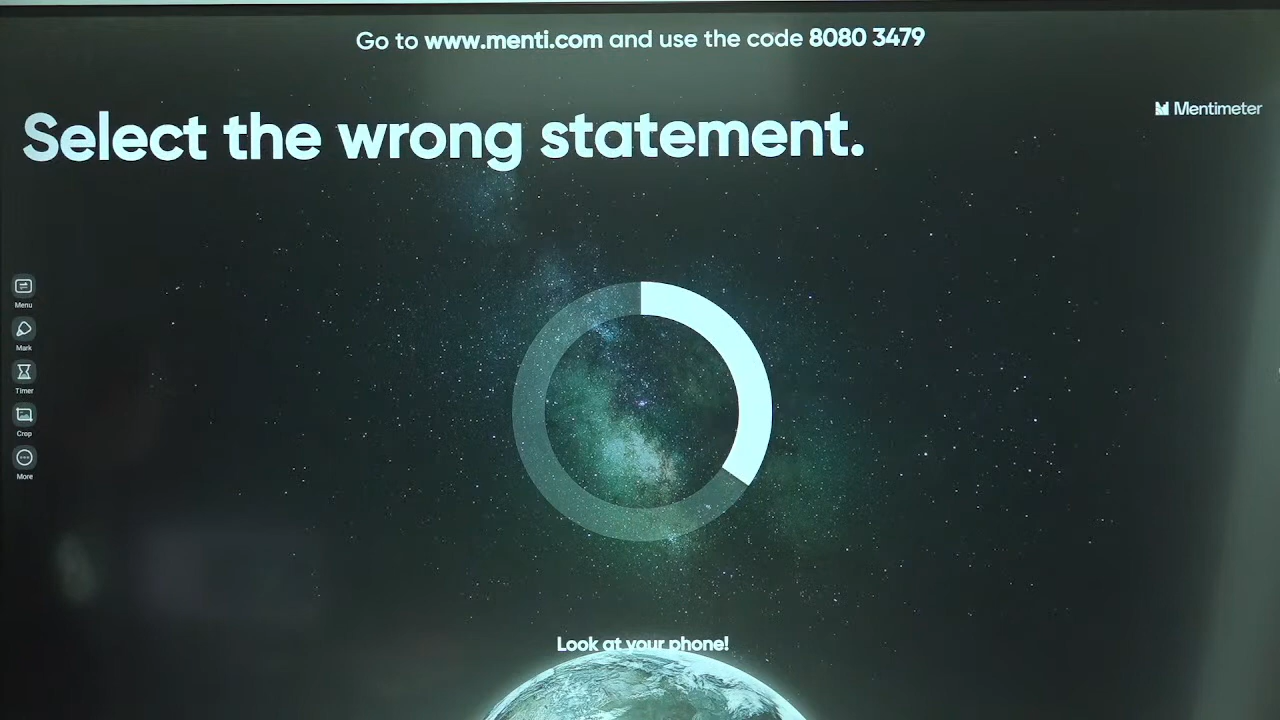 Go to www.menti.com and use the code 8080 3479
Mentimeter
Select the wrong statement.
Menu
Mark
Timer
Crop
More
Look at your phone!